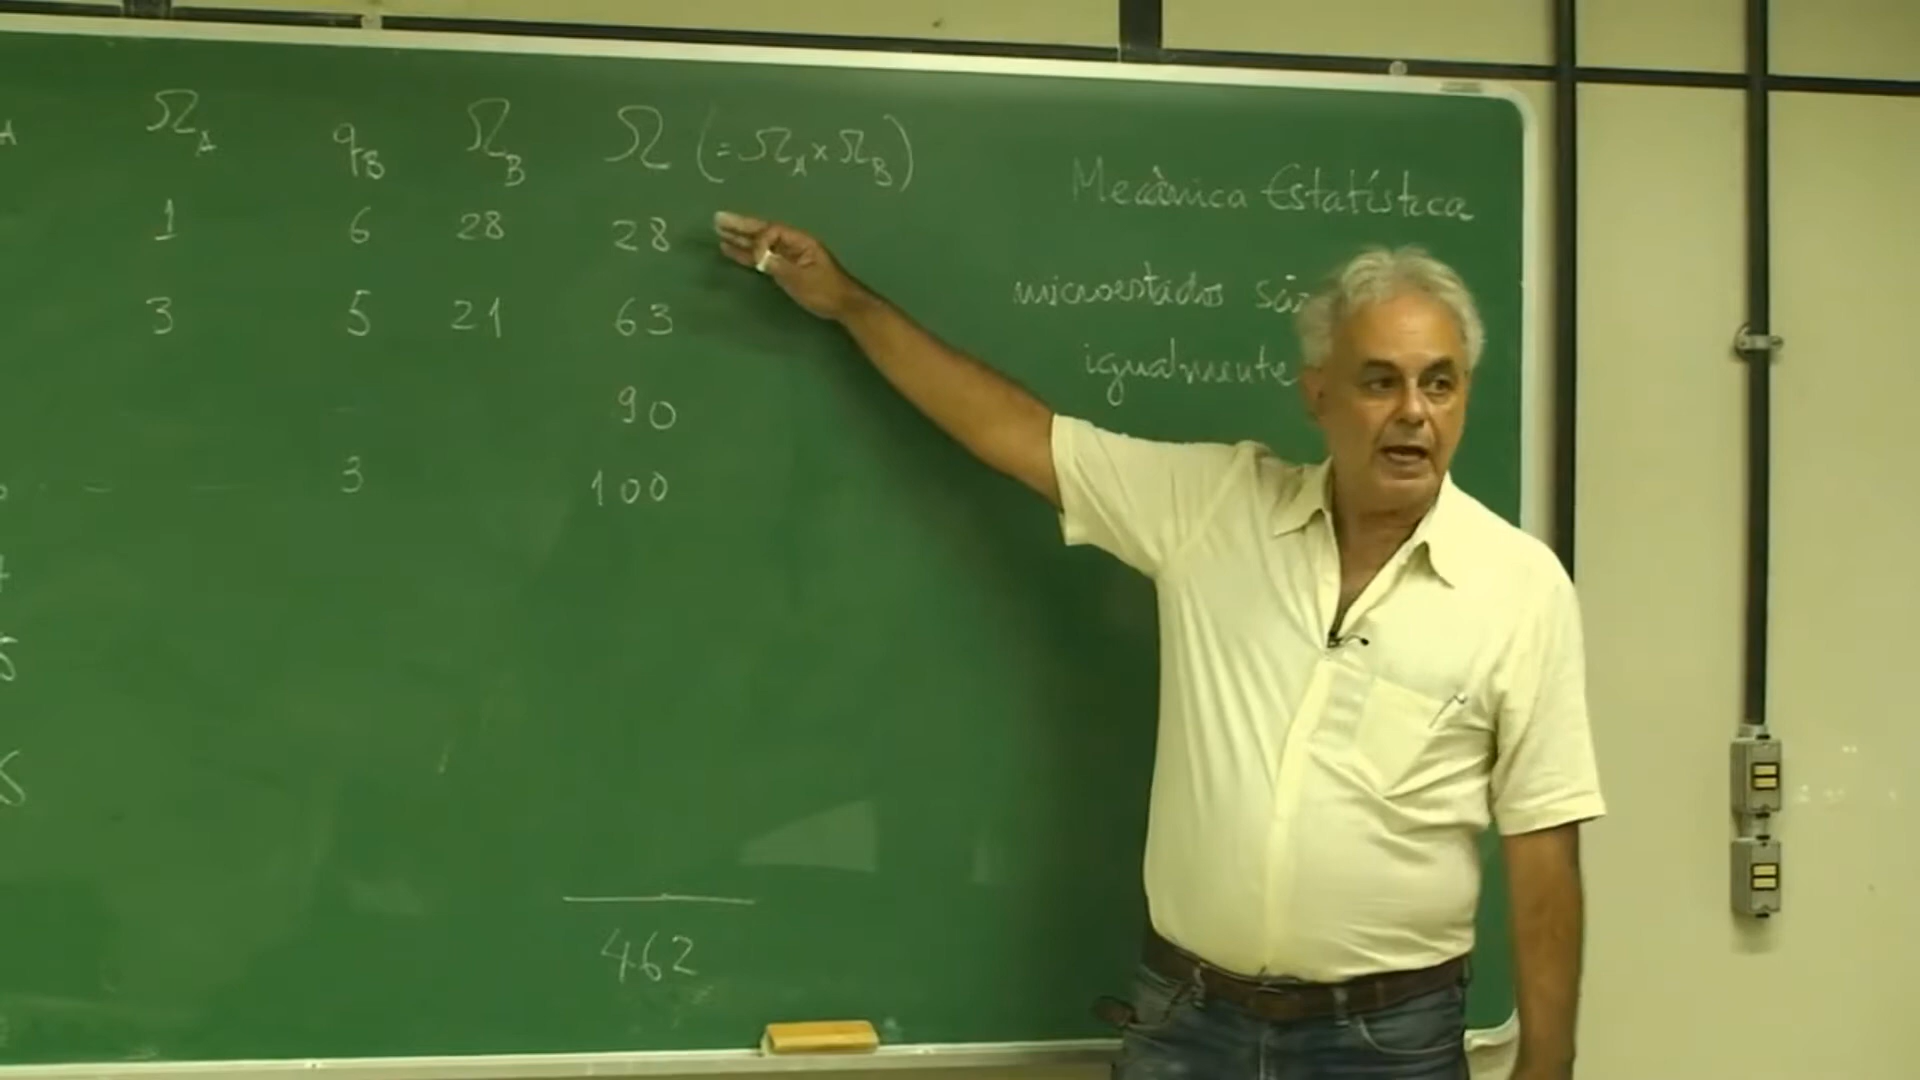 Ω_A q_B Ω_B Ω (= Ω_A × Ω_B)
1 6 28 28
3 5 21 63
90
3 100
462
Mecânica Estatística
microestados são
igualmente